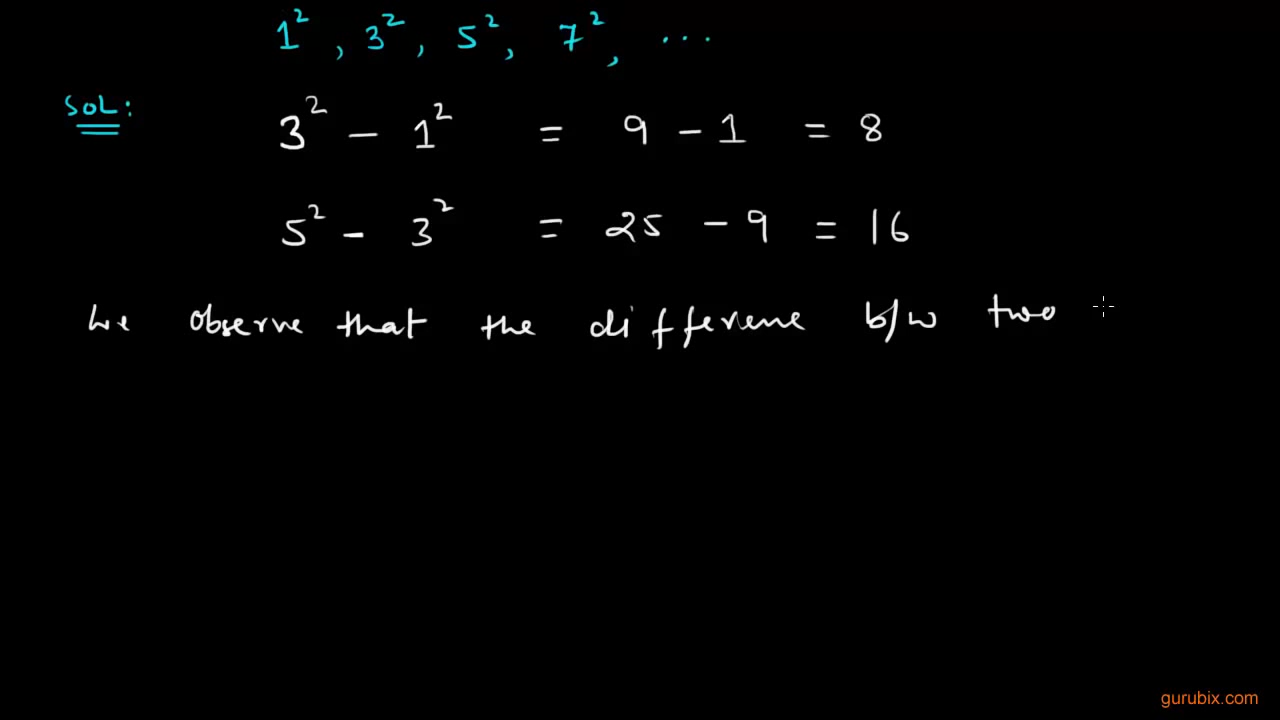 1², 3², 5², 7², ...
SOL: 3² - 1² = 9 - 1 = 8
5² - 3² = 25 - 9 = 16
We observe that the difference b/w two
gurubix.com